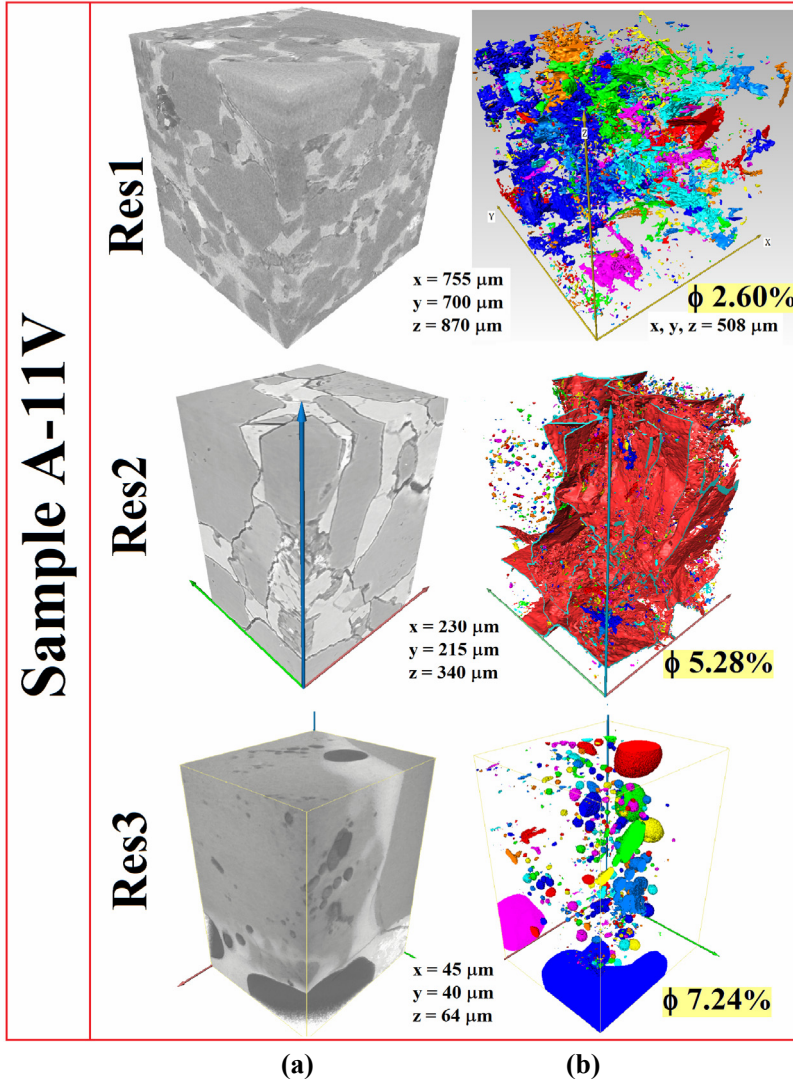 Sample A-11V
Res1
x = 755 μm
y = 700 μm
z = 870 μm
Z
Y
X
ϕ 2.60%
x, y, z = 508 μm
Res2
x = 230 μm
y = 215 μm
z = 340 μm
ϕ 5.28%
Res3
x = 45 μm
y = 40 μm
z = 64 μm
ϕ 7.24%
(a)
(b)